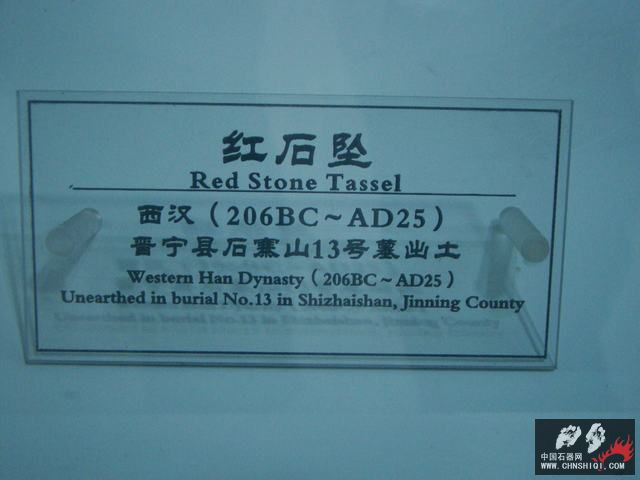 红石坠
Red Stone Tassel
西汉（206BC～AD25）
晋宁县石寨山13号墓出土
Western Han Dynasty（206BC～AD25）
Unearthed in burial No.13 in Shizhaishan, Jinning County
中国石器网
WWW.CHNSHIQI.COM